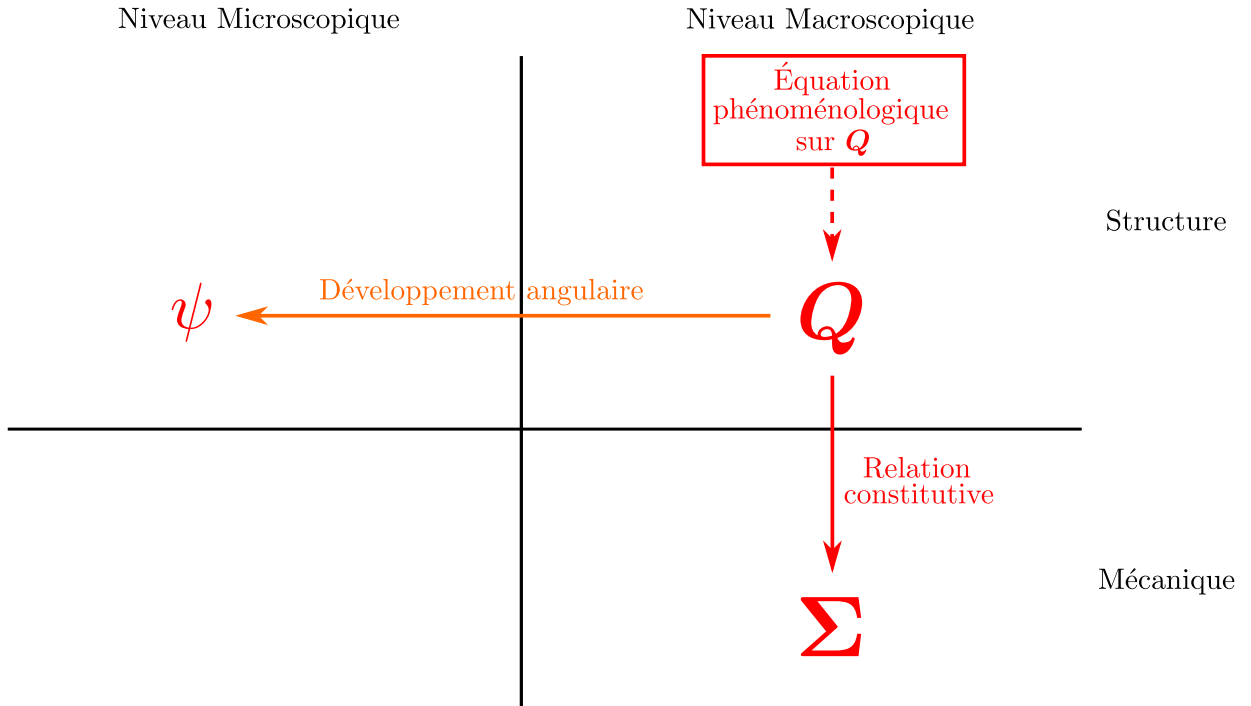 Niveau Microscopique
Niveau Macroscopique
Équation
phénoménologique
sur Q
Structure
Développement angulaire
ψ
Q
Relation
constitutive
Mécanique
Σ